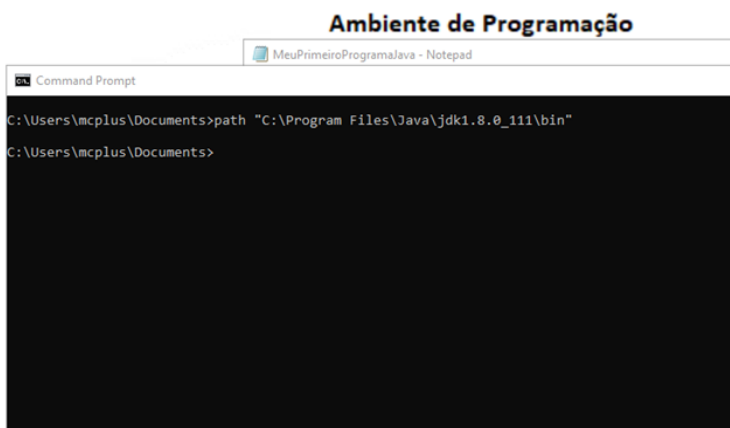 Ambiente de Programação
MeuPrimeiroProgramaJava - Notepad
Command Prompt
C:\Users\mcplus\Documents>path "C:\Program Files\Java\jdk1.8.0_111\bin"
C:\Users\mcplus\Documents>